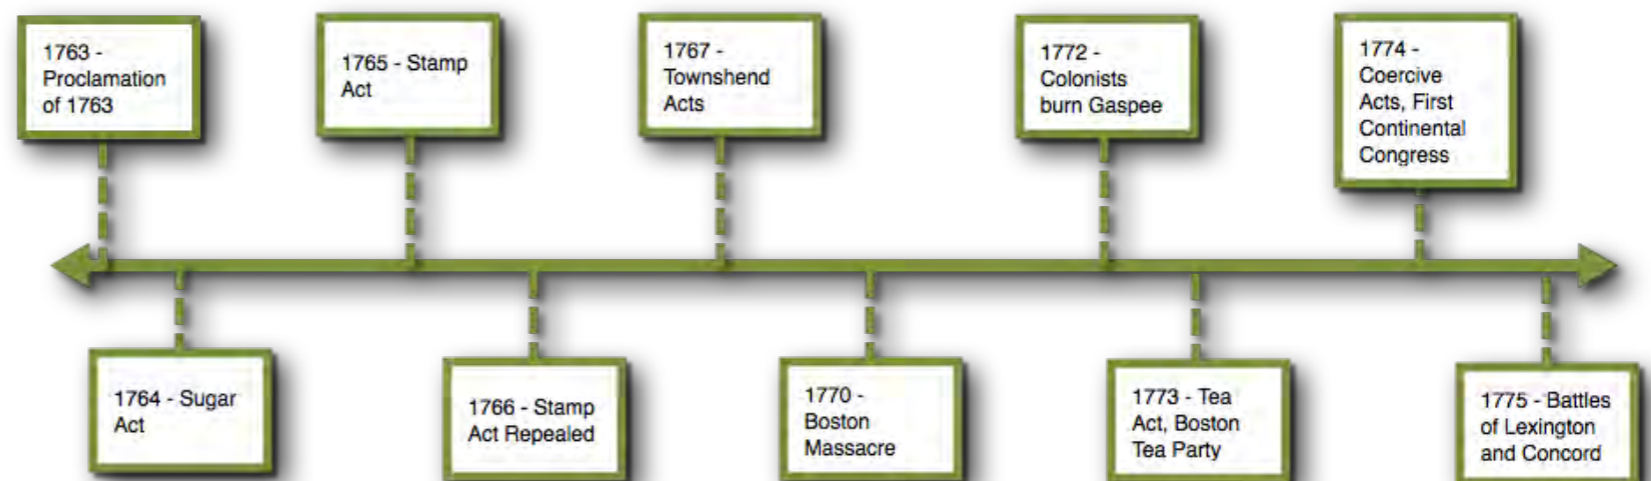 1763 -
Proclamation
of 1763
1764 - Sugar
Act
1765 - Stamp
Act
1766 - Stamp
Act Repealed
1767 -
Townshend
Acts
1770 -
Boston
Massacre
1772 -
Colonists
burn Gaspee
1773 - Tea
Act, Boston
Tea Party
1774 -
Coercive
Acts, First
Continental
Congress
1775 - Battles
of Lexington
and Concord